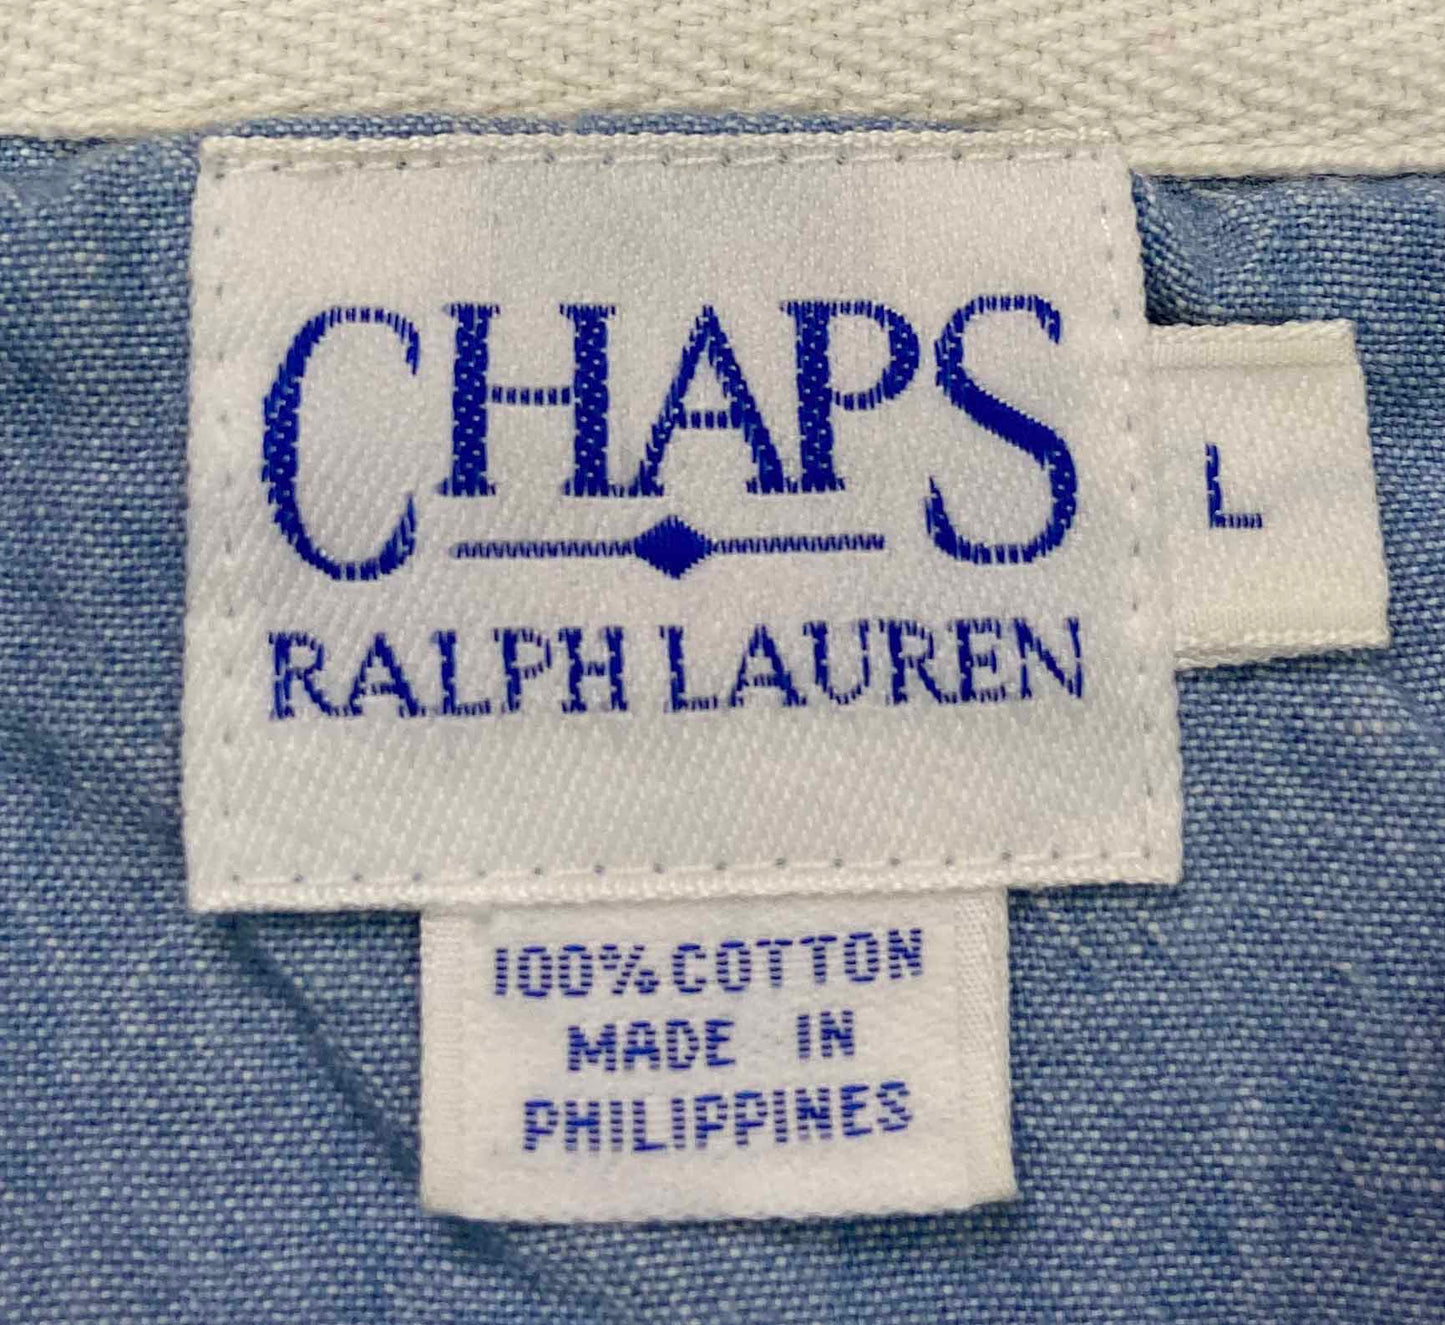 CHAPS
RALPH LAUREN
L
100% COTTON
MADE IN
PHILIPPINES